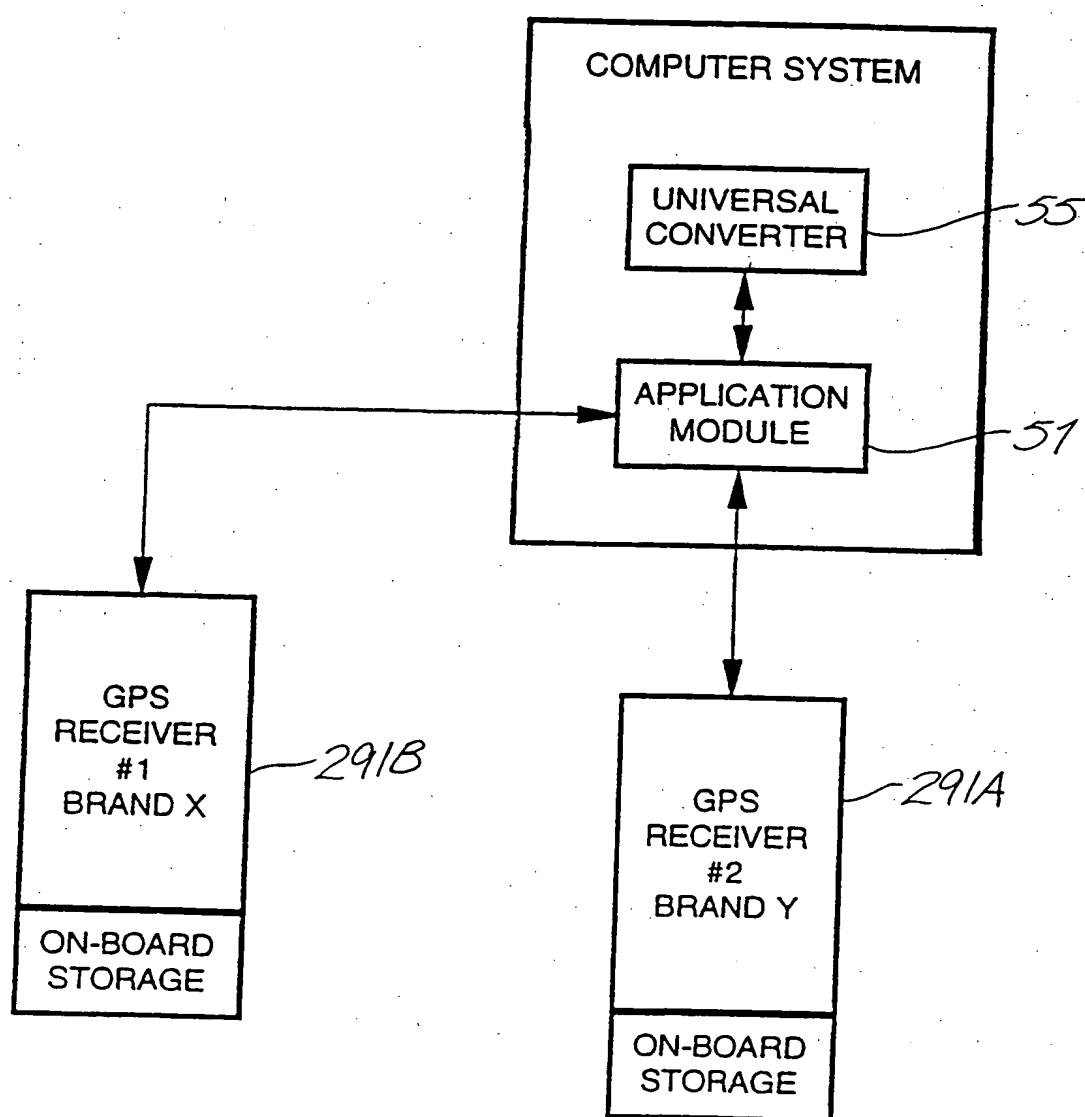 COMPUTER SYSTEM
UNIVERSAL
CONVERTER
55
APPLICATION
MODULE
51
GPS
RECEIVER
#1
BRAND X
291B
ON-BOARD
STORAGE
GPS
RECEIVER
#2
BRAND Y
291A
ON-BOARD
STORAGE